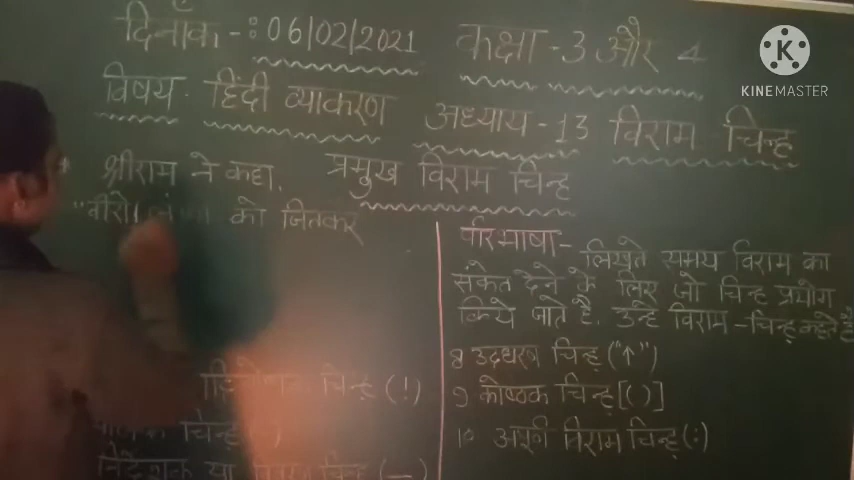 दिनाँक -: 06/02/2021 कक्षा -3 और 4
विषय - हिंदी व्याकरण अध्याय -13 विराम चिन्ह
श्रीराम ने कहा, प्रमुख विराम चिन्ह
"वीरो! को जितकर
परिभाषा- लिखते समय विराम का
संकेत देने के लिए जो चिन्ह प्रयोग
किये जाते है, उन्हे विराम -चिन्ह कहते है
8 उद्धरण चिन्ह ("↑")
9 कोष्ठक चिन्ह [()]
10 अपूर्ण विराम चिन्ह (:)
चिन्ह (!)
चिन्ह (-)
निर्देशक या चिन्ह (—)
K
KINEMASTER